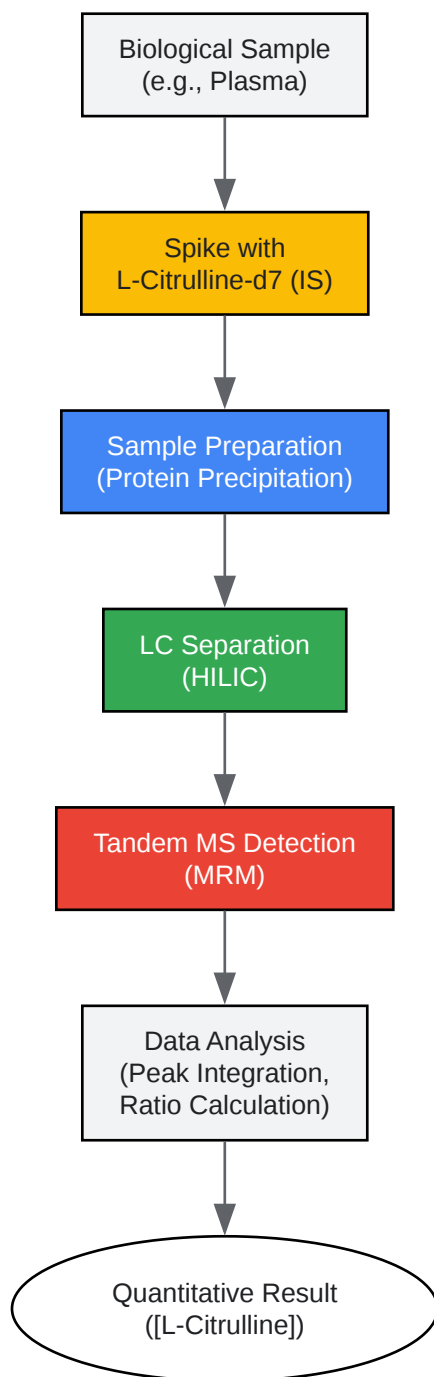 Biological Sample
(e.g., Plasma)
Spike with
L-Citrulline-d7 (IS)
Sample Preparation
(Protein Precipitation)
LC Separation
(HILIC)
Tandem MS Detection
(MRM)
Data Analysis
(Peak Integration,
Ratio Calculation)
Quantitative Result
([L-Citrulline])